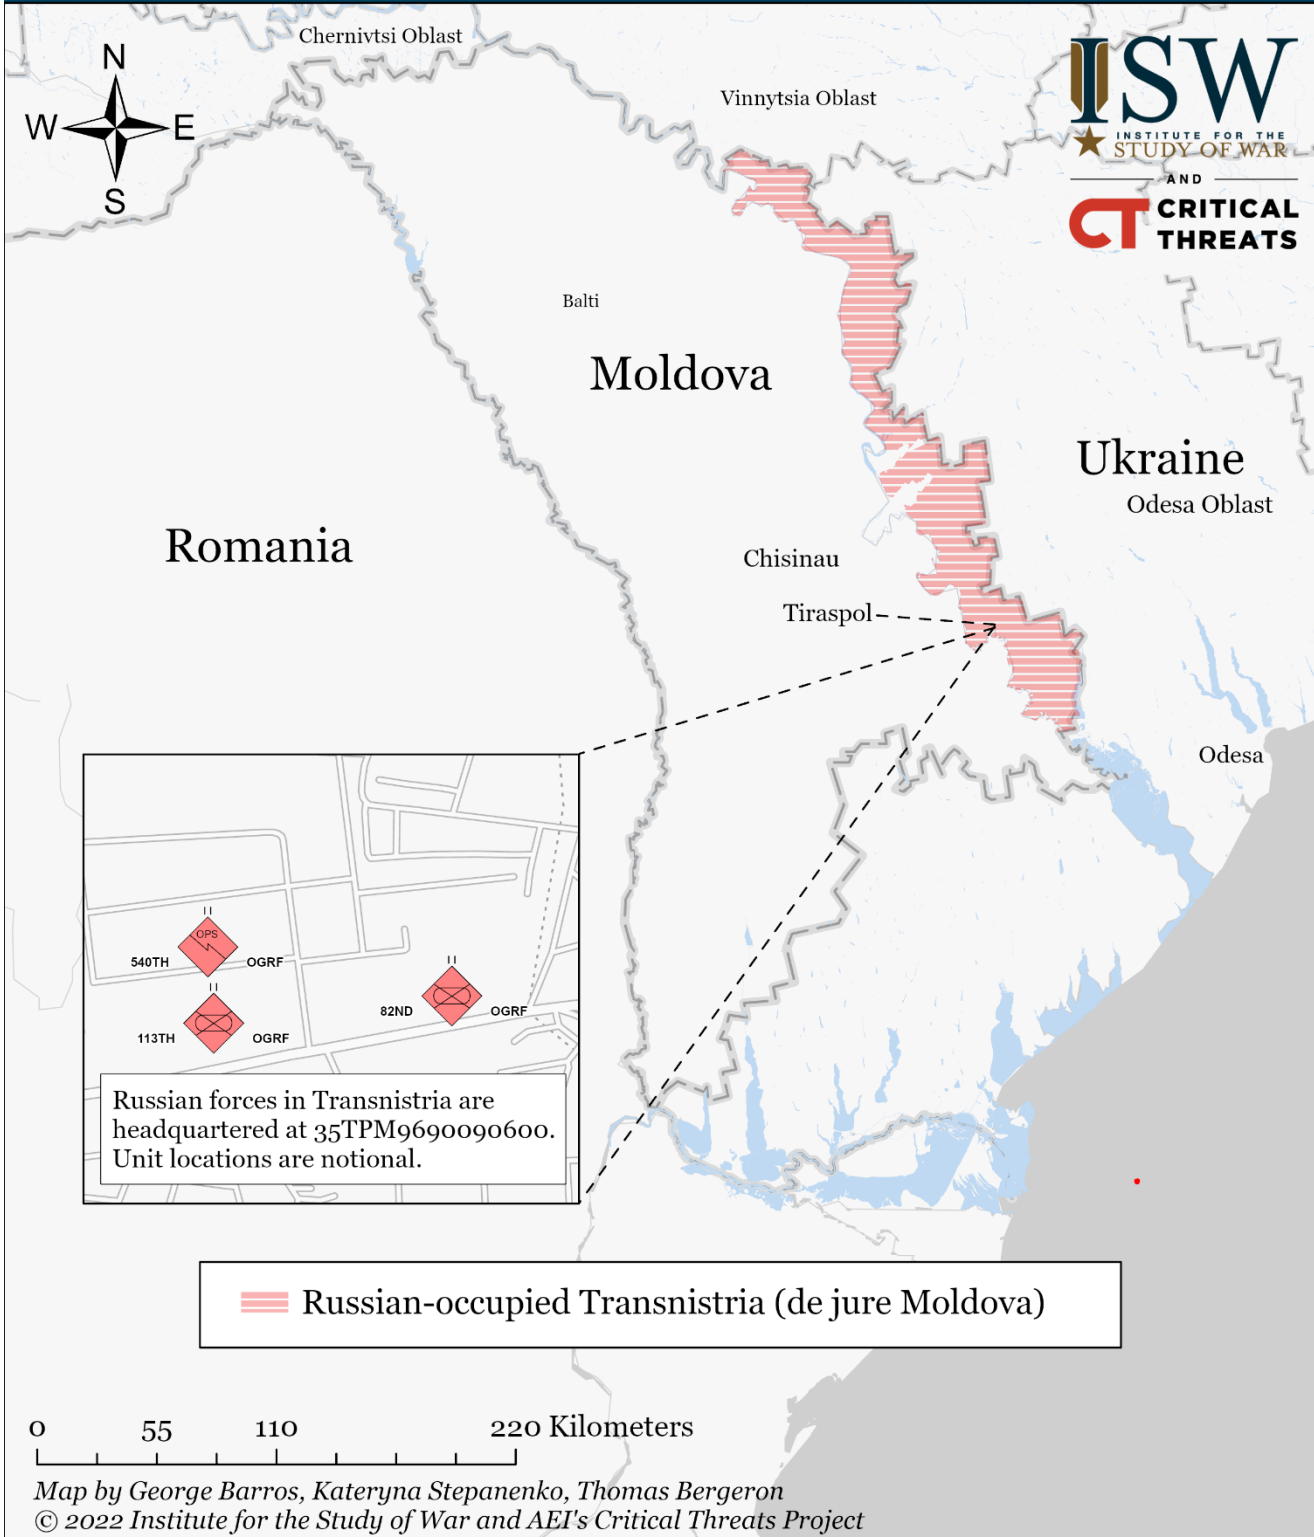 Chernivtsi Oblast
N
W
E
S
Vinnytsia Oblast
ISW
INSTITUTE FOR THE
STUDY OF WAR
AND
CT CRITICAL
THREATS
Balti
Moldova
Ukraine
Odesa Oblast
Romania
Chisinau
Tiraspol
Odesa
OPS
540TH
OGRF
113TH
OGRF
82ND
OGRF
Russian forces in Transnistria are
headquartered at 35TPM9690090600.
Unit locations are notional.
Russian-occupied Transnistria (de jure Moldova)
0 55 110 220 Kilometers
Map by George Barros, Kateryna Stepanenko, Thomas Bergeron
© 2022 Institute for the Study of War and AEI's Critical Threats Project